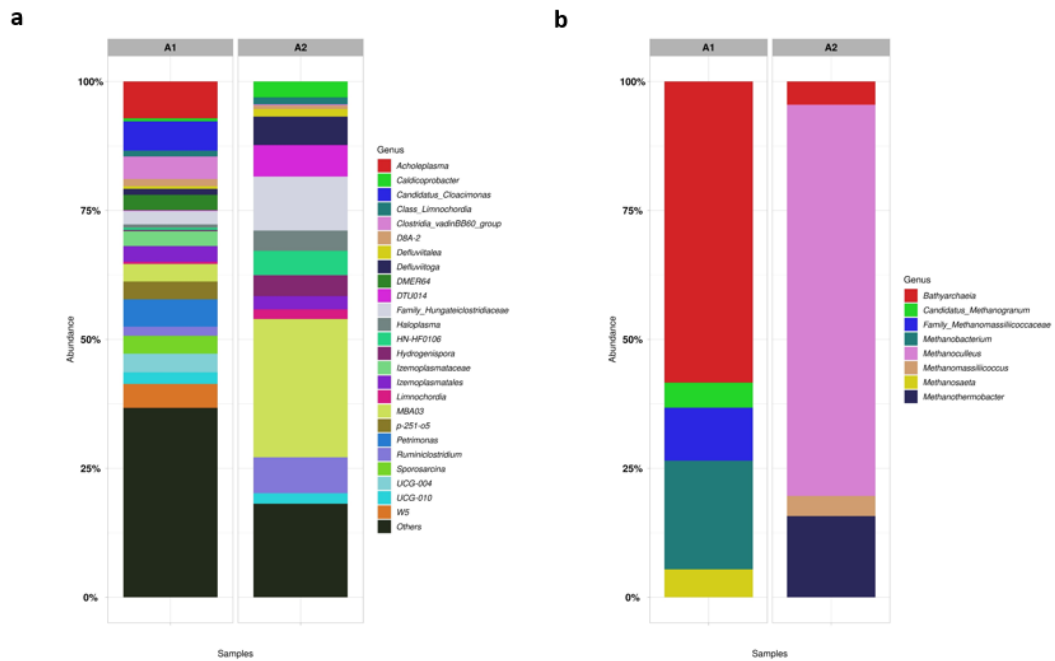 a
A1 A2
100%
75%
50%
25%
0%
Abundance
Samples
Genus
Acholeplasma
Caldicoprobacter
Candidatus_Cloacimonas
Class_Limnochordia
Clostridia_vadinBB60_group
D8A-2
Defluviitalea
Defluviitoga
DMER64
DTU014
Family_Hungateiclostridiaceae
Haloplasma
HN-HF0106
Hydrogenispora
Izemoplasmataceae
Izemoplasmatales
Limnochordia
MBA03
p-251-o5
Petrimonas
Ruminiclostridium
Sporosarcina
UCG-004
UCG-010
W5
Others
b
A1 A2
100%
75%
50%
25%
0%
Abundance
Samples
Genus
Bathyarchaeia
Candidatus_Methanogranum
Family_Methanomassiliicoccaceae
Methanobacterium
Methanoculleus
Methanomassiliicoccus
Methanosaeta
Methanothermobacter